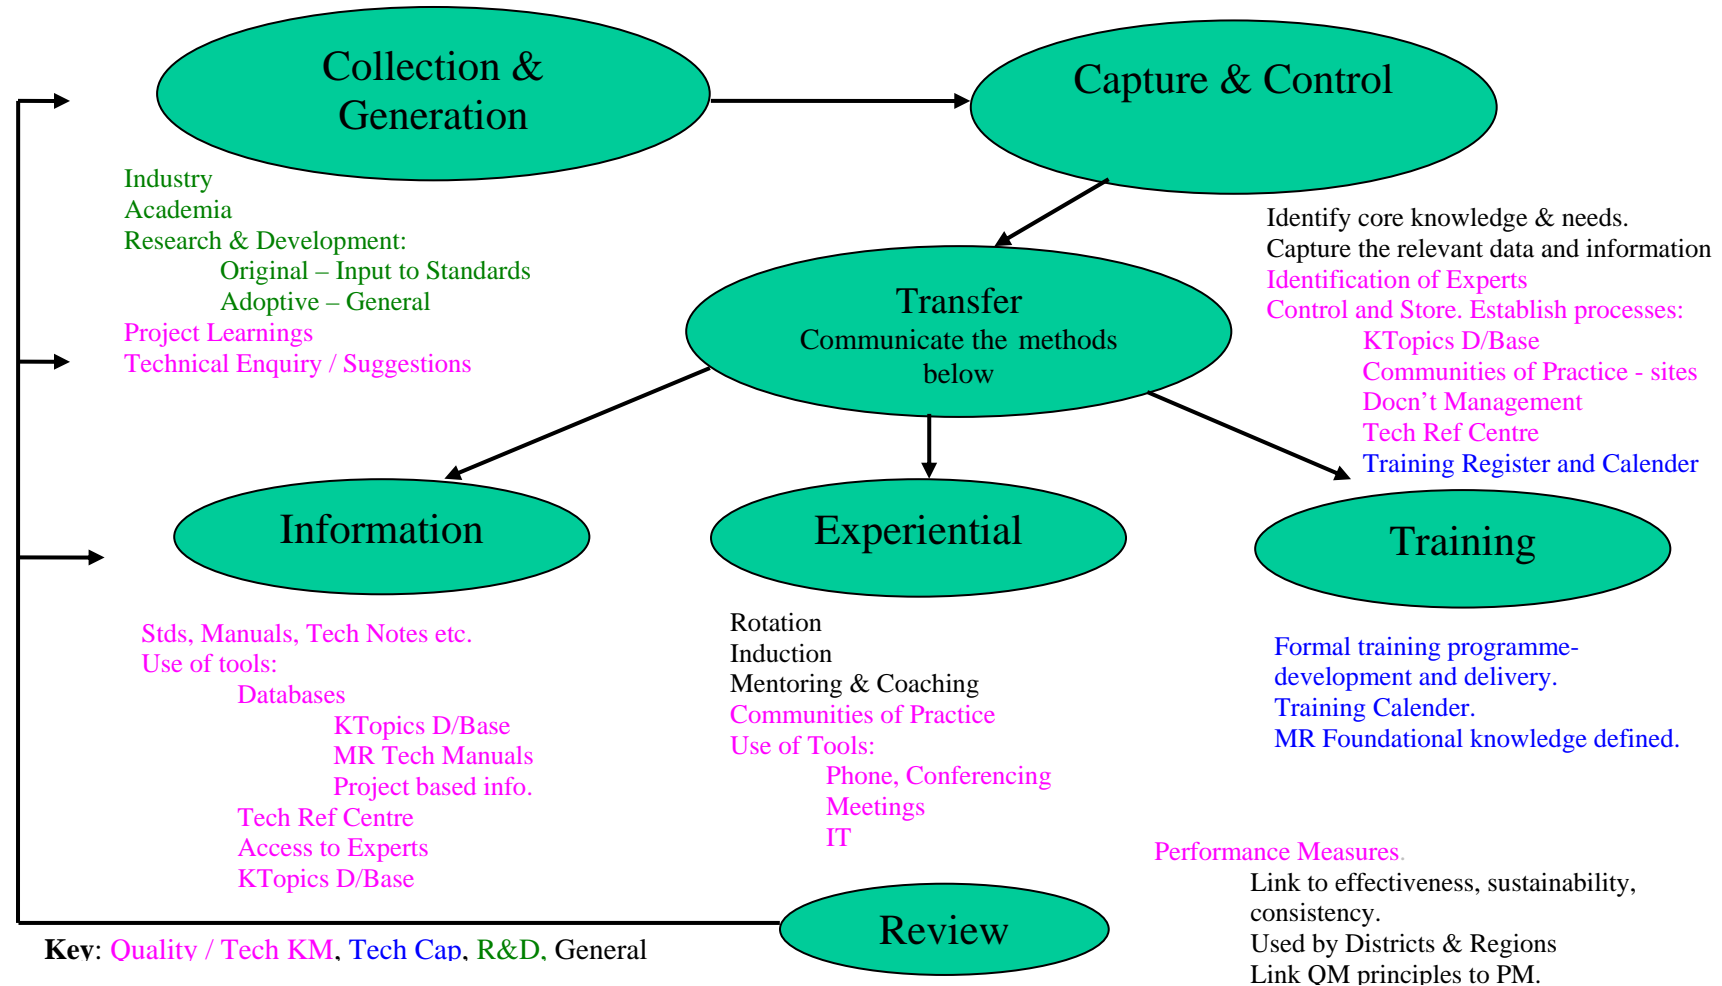 Collection &
Generation
Capture & Control
Industry
Academia
Research & Development:
Original – Input to Standards
Adoptive – General
Project Learnings
Technical Enquiry / Suggestions
Identify core knowledge & needs.
Capture the relevant data and information
Identification of Experts
Control and Store. Establish processes:
KTopics D/Base
Communities of Practice - sites
Docn’t Management
Tech Ref Centre
Training Register and Calender
Transfer
Communicate the methods
below
Information
Experiential
Training
Stds, Manuals, Tech Notes etc.
Use of tools:
Databases
KTopics D/Base
MR Tech Manuals
Project based info.
Tech Ref Centre
Access to Experts
KTopics D/Base
Rotation
Induction
Mentoring & Coaching
Communities of Practice
Use of Tools:
Phone, Conferencing
Meetings
IT
Formal training programme-
development and delivery.
Training Calender.
MR Foundational knowledge defined.
Performance Measures.
Link to effectiveness, sustainability,
consistency.
Used by Districts & Regions
Link QM principles to PM.
Review
Key: Quality / Tech KM, Tech Cap, R&D, General